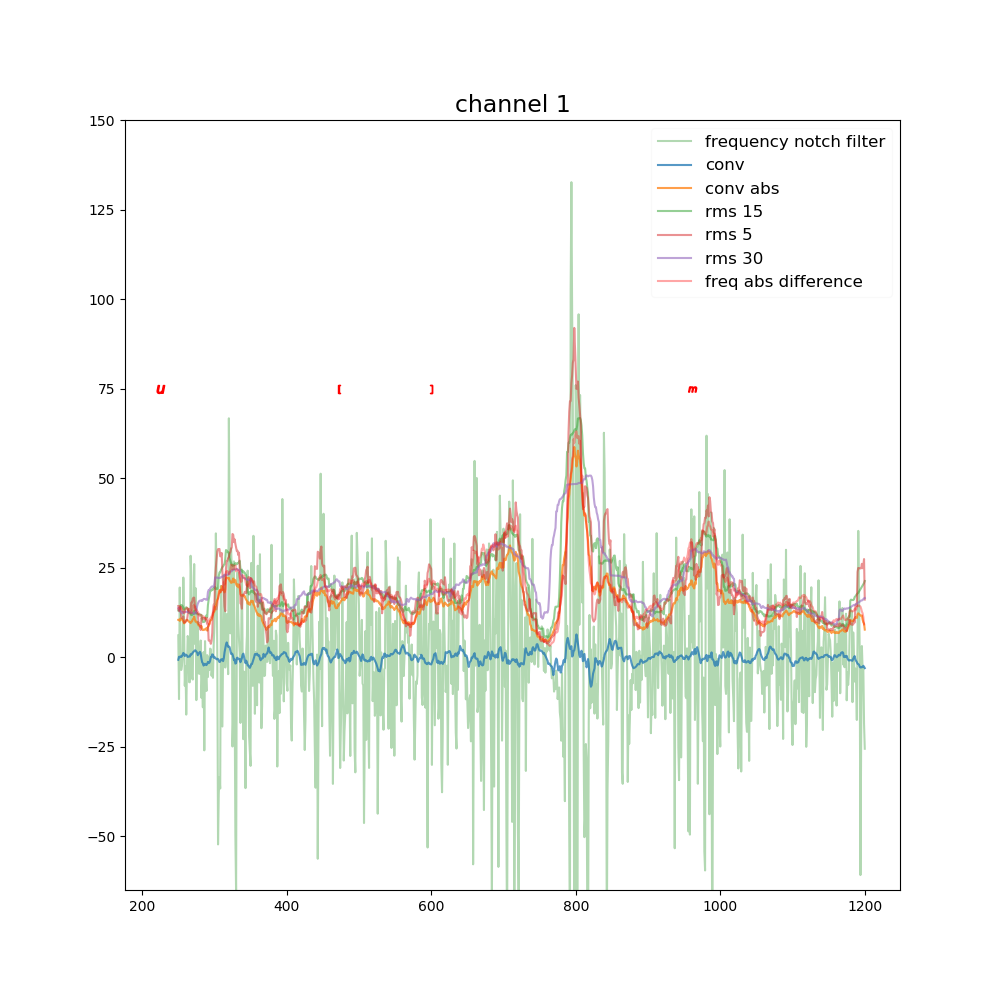 channel 1
150
frequency notch filter
conv
125
conv abs
rms 15
rms 5
rms 30
100
freq abs difference
75
u [ ] m
50
25
0
−25
−50
200 400 600 800 1000 1200